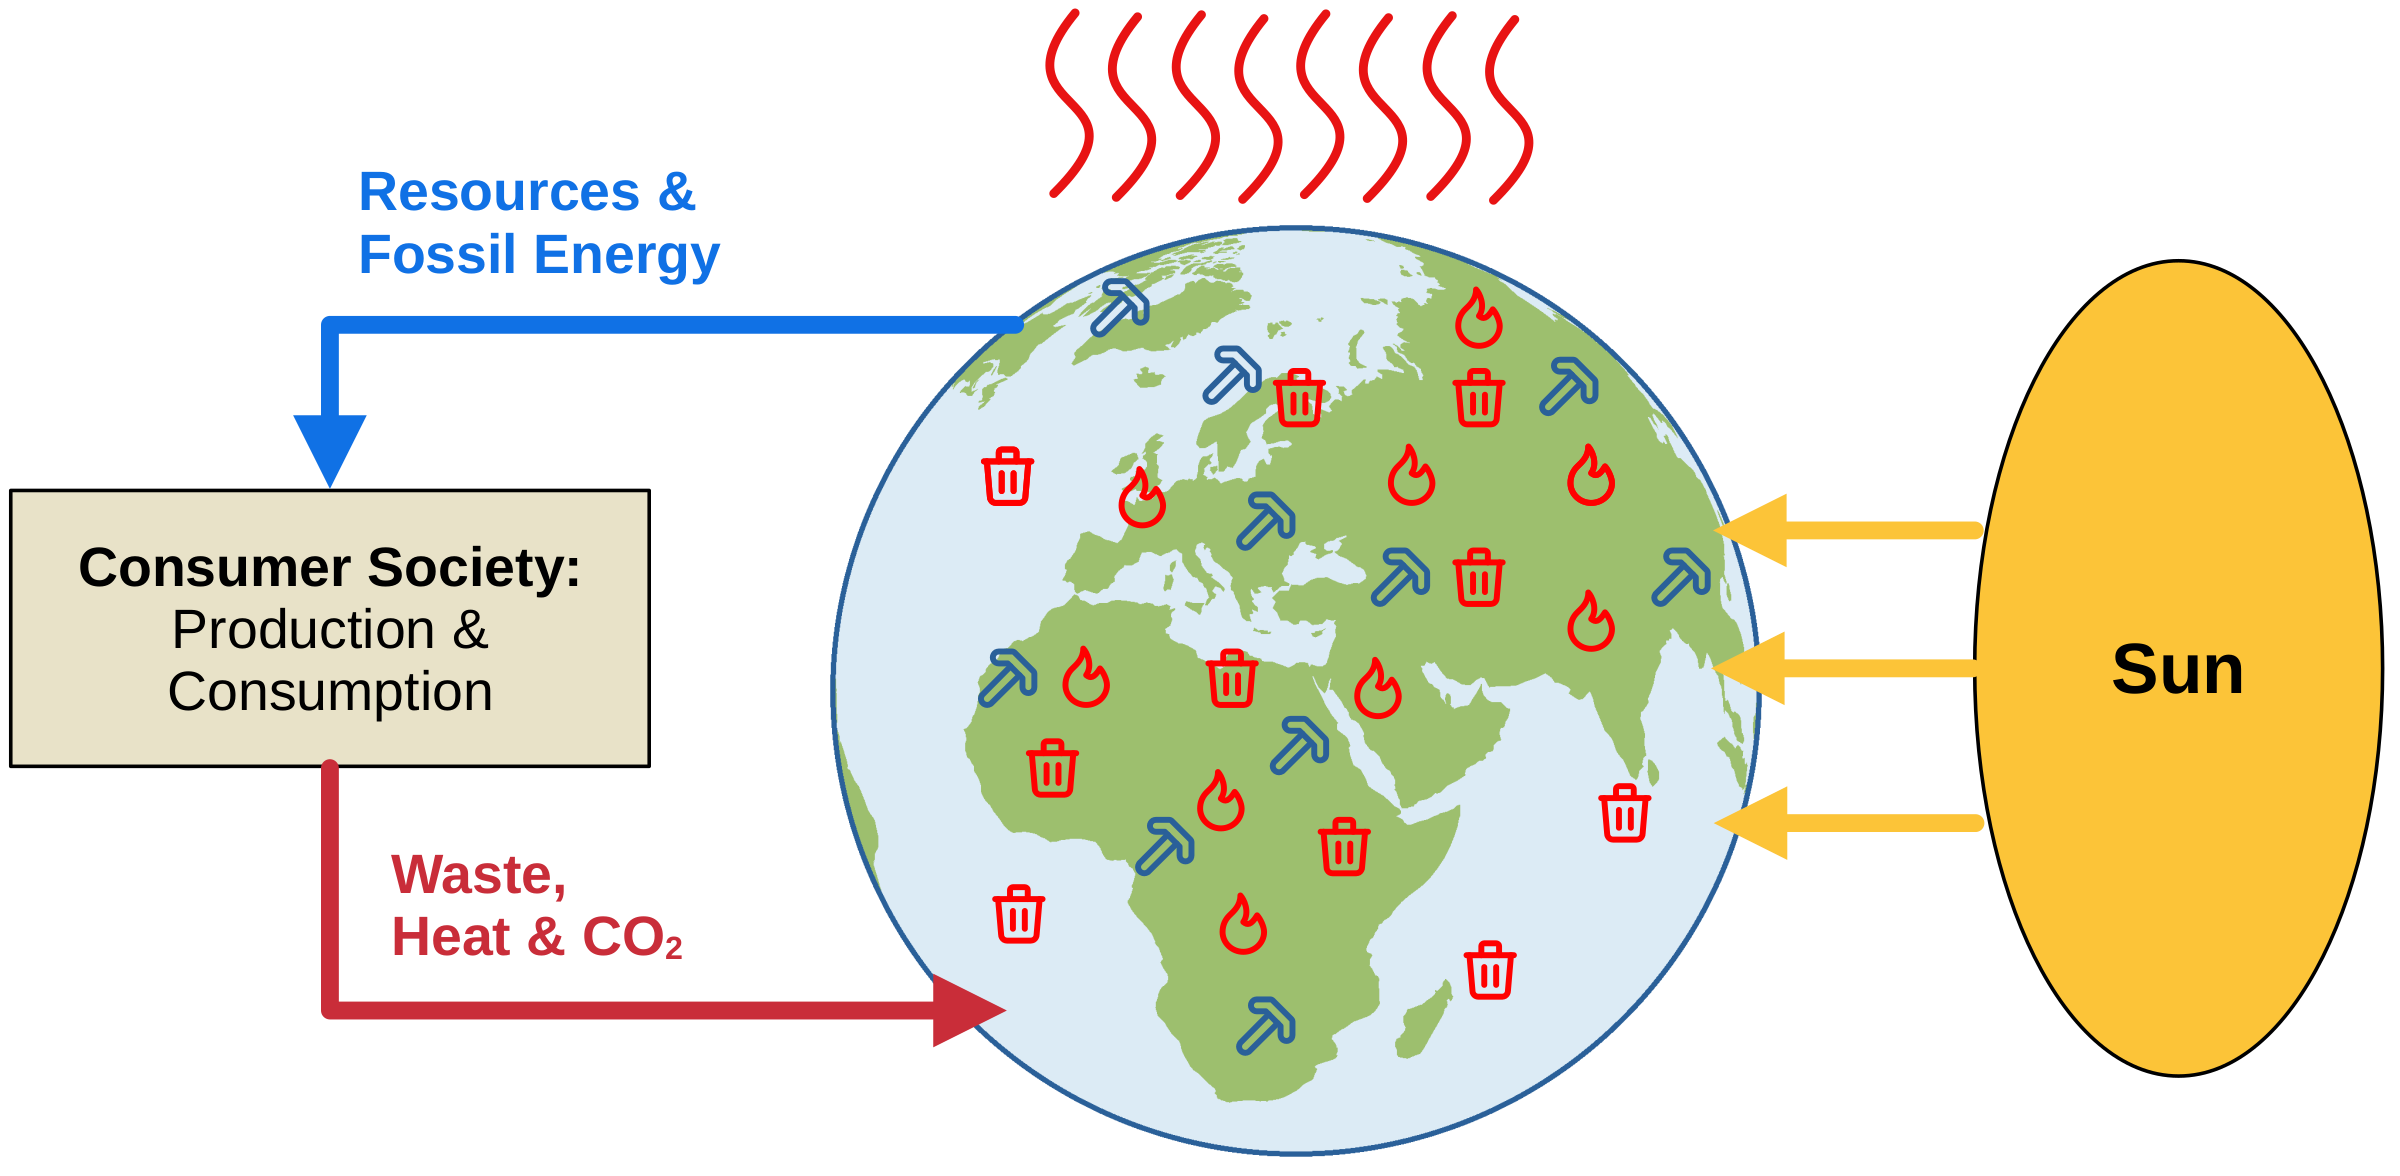 Resources &
Fossil Energy
Consumer Society:
Production &
Consumption
Waste,
Heat & CO₂
Sun